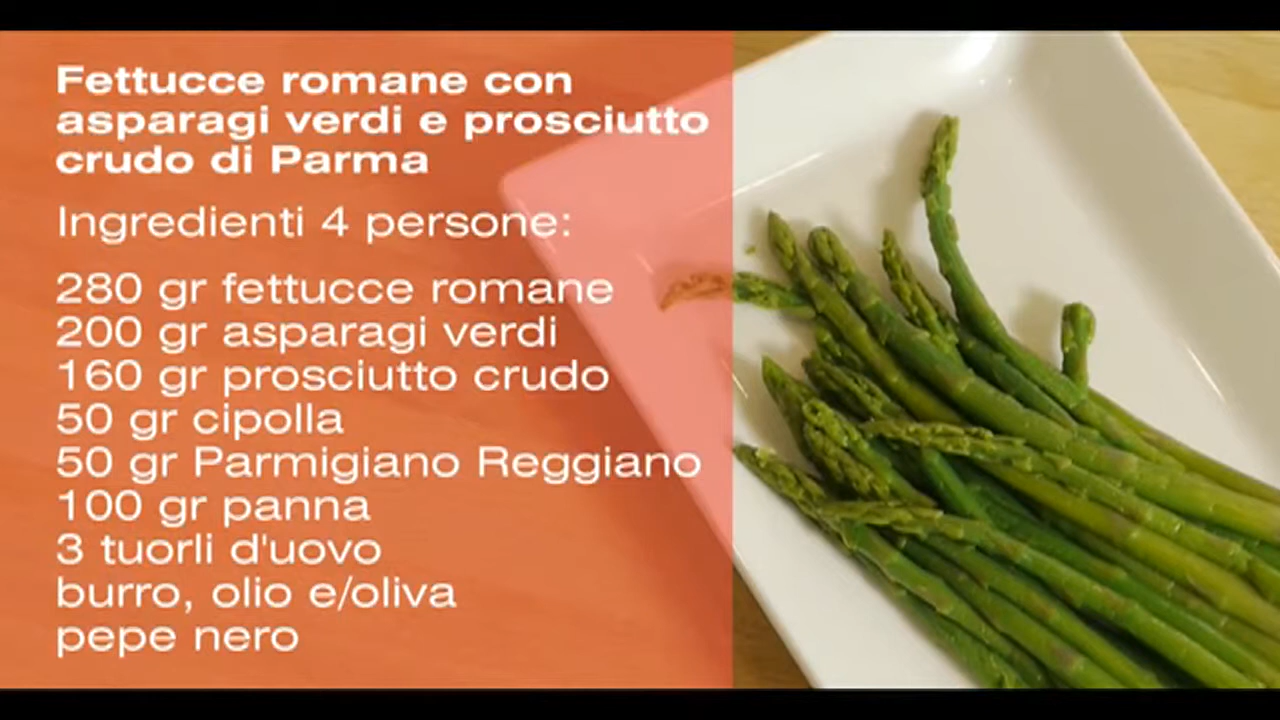 Fettucce romane con
asparagi verdi e prosciutto
crudo di Parma
Ingredienti 4 persone:
280 gr fettucce romane
200 gr asparagi verdi
160 gr prosciutto crudo
50 gr cipolla
50 gr Parmigiano Reggiano
100 gr panna
3 tuorli d'uovo
burro, olio e/oliva
pepe nero